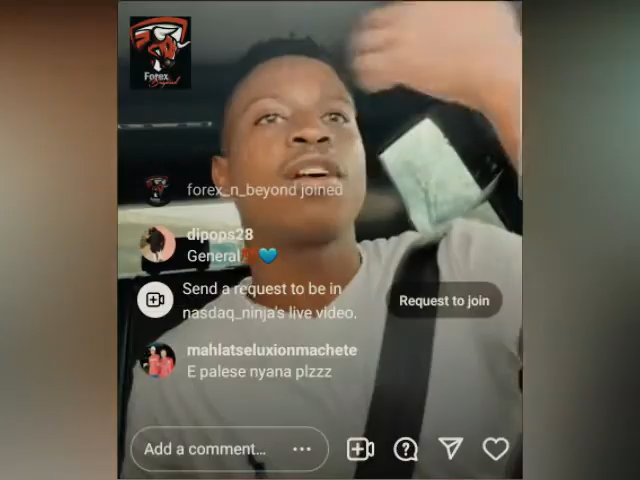 Forex
Beyond
forex_n_beyond joined
dipops28
General❗💙
Send a request to be in
nasdaq_ninja's live video.
Request to join
mahlatseluxionmachete
E palese nyana plzzz
Add a comment…